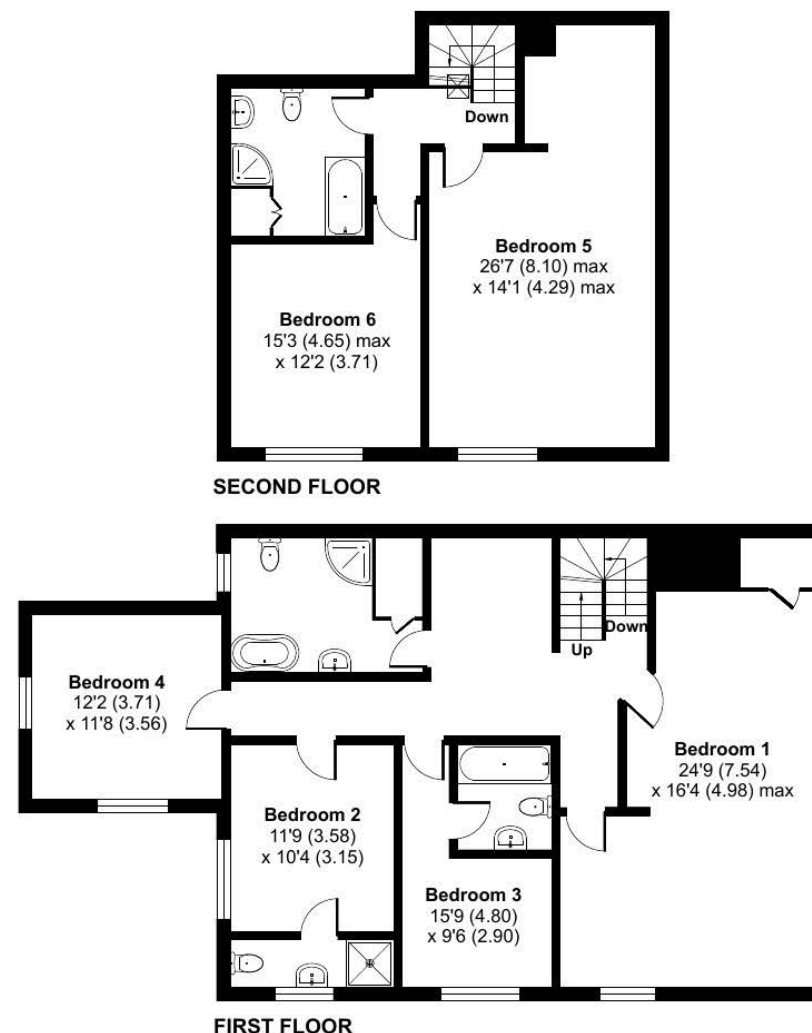 Down
Bedroom 5
26'7 (8.10) max
x 14'1 (4.29) max
Bedroom 6
15'3 (4.65) max
x 12'2 (3.71)
SECOND FLOOR
Down
Up
Bedroom 4
12'2 (3.71)
x 11'8 (3.56)
Bedroom 1
24'9 (7.54)
x 16'4 (4.98) max
Bedroom 2
11'9 (3.58)
x 10'4 (3.15)
Bedroom 3
15'9 (4.80)
x 9'6 (2.90)
FIRST FLOOR